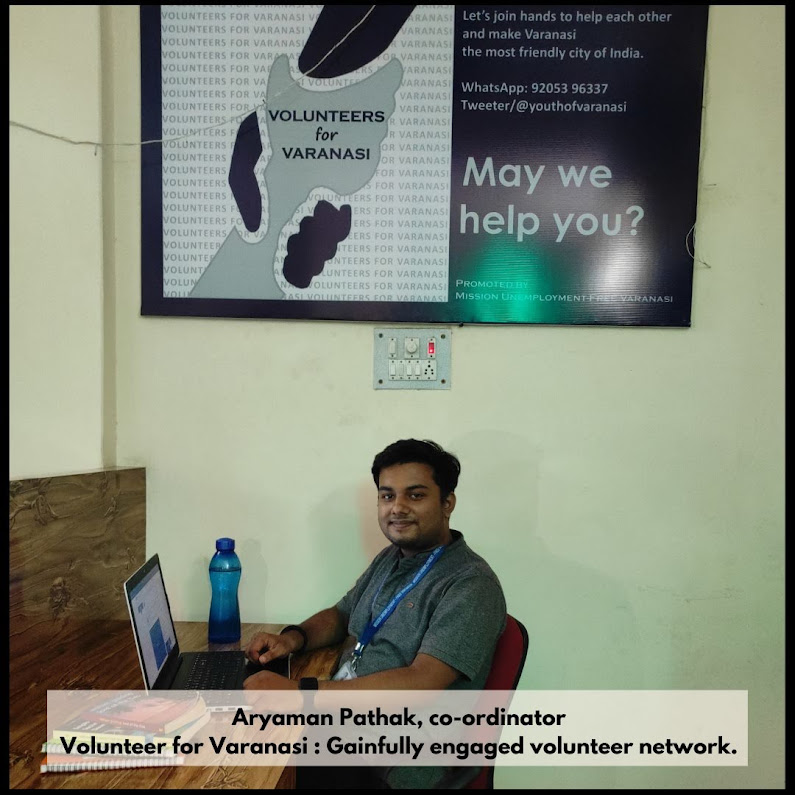 Let's join hands to help each other
and make Varanasi
the most friendly city of India.
WhatsApp: 92053 96337
Tweeter/@youthofvaranasi
VOLUNTEERS
for
VARANASI
May we
help you?
PROMOTED BY
MISSION UNEMPLOYMENT FREE VARANASI
VOLUNTEERS FOR VARANASI
Aryaman Pathak, co-ordinator
Volunteer for Varanasi : Gainfully engaged volunteer network.